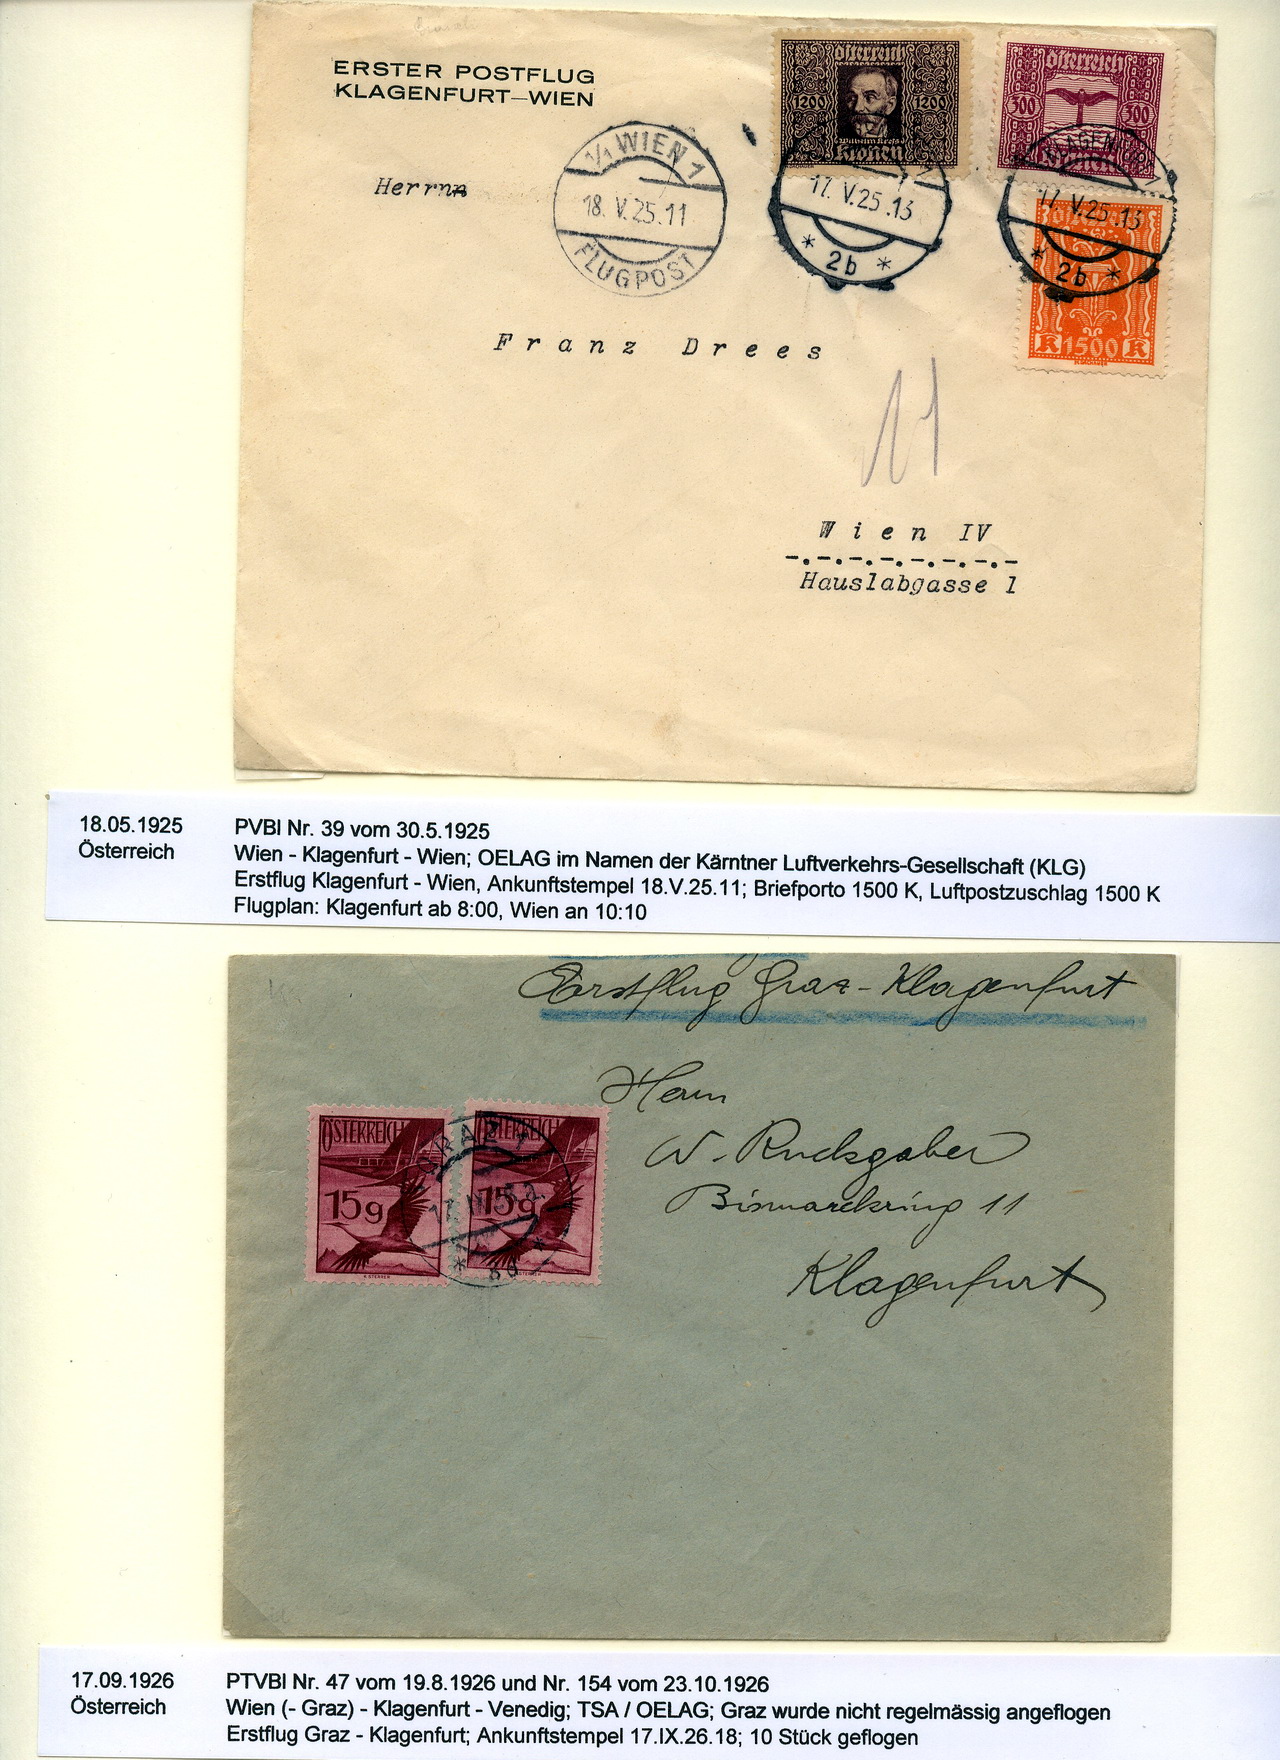 ERSTER POSTFLUG
KLAGENFURT—WIEN
Herrn
österreich
1200 1200
Kronen
österreich
300 300
1/1 WIEN 1
18. V. 25. 11
FLUGPOST
17. V. 25. 13
* 2b *
KLAGENFURT 1
17. V. 25. 13
* 2b *
K 1500 K
Franz Drees
Wien IV
Hauslabgasse 1
18.05.1925 PVBl Nr. 39 vom 30.5.1925
Österreich Wien - Klagenfurt - Wien; OELAG im Namen der Kärntner Luftverkehrs-Gesellschaft (KLG)
Erstflug Klagenfurt - Wien, Ankunftstempel 18.V.25.11; Briefporto 1500 K, Luftpostzuschlag 1500 K
Flugplan: Klagenfurt ab 8:00, Wien an 10:10
Erstflug Graz - Klagenfurt
Herrn
W. Ruckgaber
Bismarckring 11
Klagenfurt
ÖSTERREICH
15g
ÖSTERREICH
15g
GRAZ
17.09.1926 PTVBl Nr. 47 vom 19.8.1926 und Nr. 154 vom 23.10.1926
Österreich Wien (- Graz) - Klagenfurt - Venedig; TSA / OELAG; Graz wurde nicht regelmässig angeflogen
Erstflug Graz - Klagenfurt; Ankunftstempel 17.IX.26.18; 10 Stück geflogen